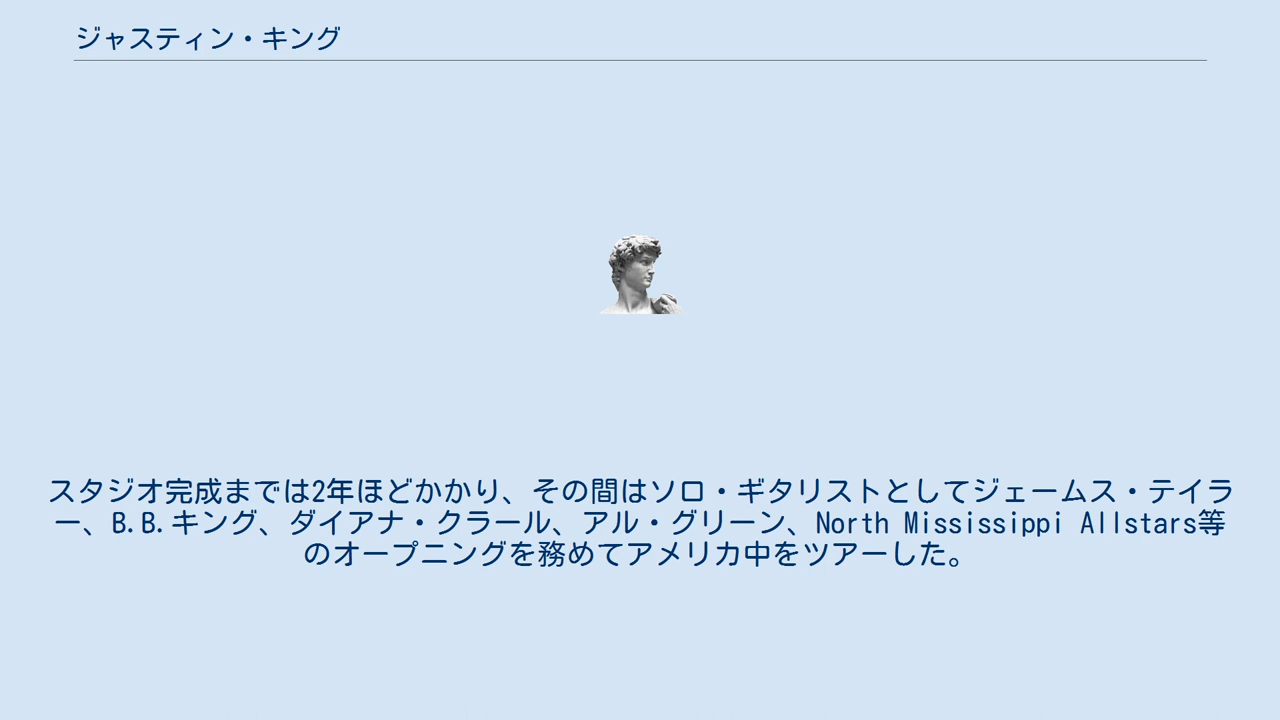 ジャスティン・キング
スタジオ完成までは2年ほどかかり、その間はソロ・ギタリストとしてジェームス・テイラ
ー、B.B.キング、ダイアナ・クラール、アル・グリーン、North Mississippi Allstars等
のオープニングを務めてアメリカ中をツアーした。